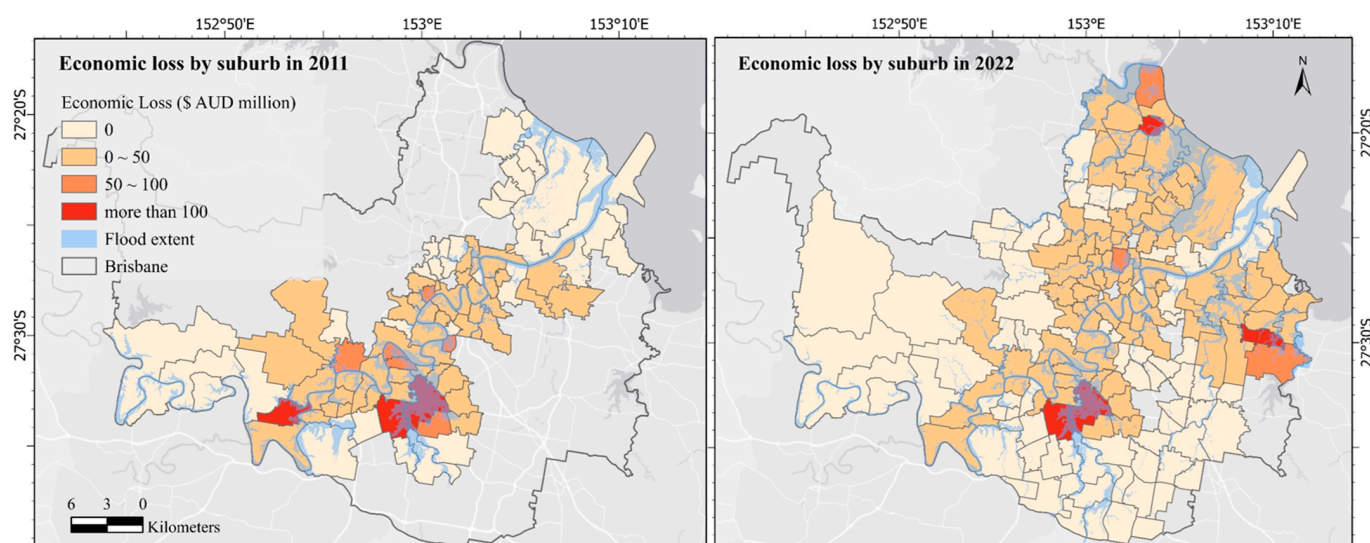 152°50'E 153°E 153°10'E
Economic loss by suburb in 2011
Economic Loss ($ AUD million)
0
0 ~ 50
50 ~ 100
more than 100
Flood extent
Brisbane
27°20'S
27°30'S
6 3 0
Kilometers
152°50'E 153°E 153°10'E
Economic loss by suburb in 2022
N
27°20'S
27°30'S